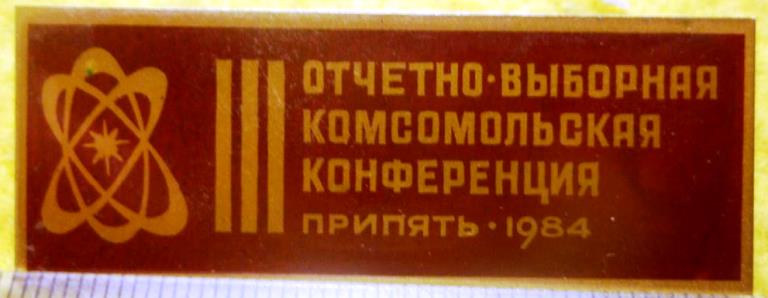 III
ОТЧЕТНО·ВЫБОРНАЯ
КОМСОМОЛЬСКАЯ
КОНФЕРЕНЦИЯ
ПРИПЯТЬ·1984